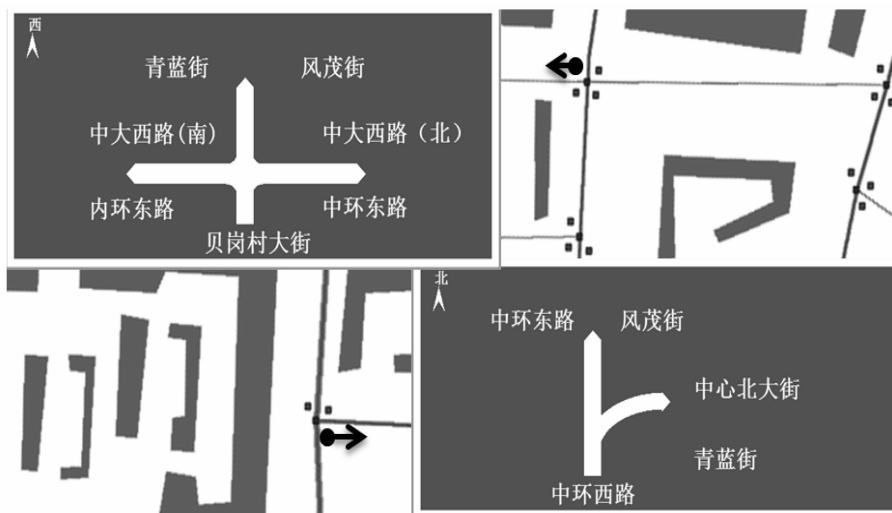 西
青蓝街 风茂街
中大西路(南) 中大西路（北）
内环东路 中环东路
贝岗村大街
北
中环东路 风茂街
中心北大街
青蓝街
中环西路